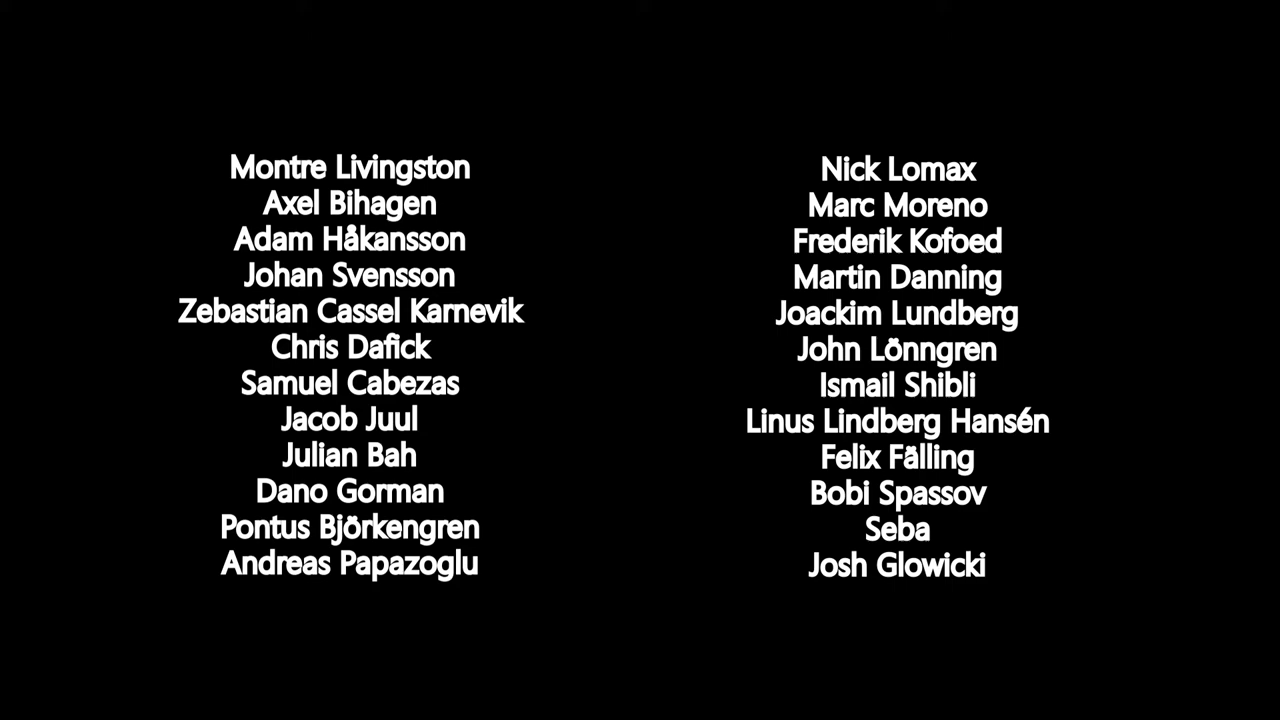 Montre Livingston
Axel Bihagen
Adam Håkansson
Johan Svensson
Zebastian Cassel Karnevik
Chris Dafick
Samuel Cabezas
Jacob Juul
Julian Bah
Dano Gorman
Pontus Björkengren
Andreas Papazoglu
Nick Lomax
Marc Moreno
Frederik Kofoed
Martin Danning
Joackim Lundberg
John Lönngren
Ismail Shibli
Linus Lindberg Hansén
Felix Fälling
Bobi Spassov
Seba
Josh Glowicki